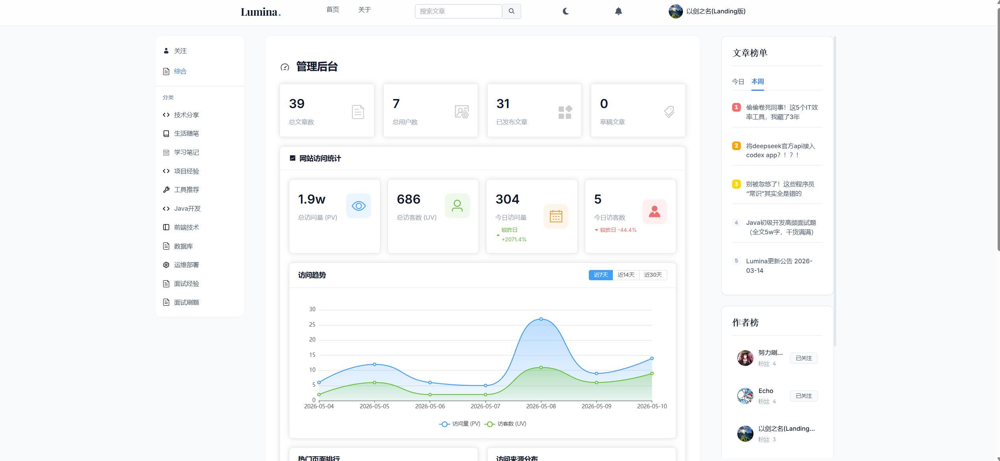 Lumina.
首页
关于
搜索文章
以剑之名(Landing版)
关注
综合
分类
技术分享
生活随笔
学习笔记
项目经验
工具推荐
Java开发
前端技术
数据库
运维部署
面试经验
面试刷题
管理后台
39
总文章数
7
总用户数
31
已发布文章
0
草稿文章
网站访问统计
1.9w
总访问量 (PV)
686
总访客数 (UV)
304
今日访问量
较昨日
+2071.4%
5
今日访客数
较昨日 -44.4%
访问趋势
近7天
近14天
近30天
30
25
20
15
10
5
0
2026-05-04
2026-05-05
2026-05-06
2026-05-07
2026-05-08
2026-05-09
2026-05-10
访问量 (PV)
访客数 (UV)
热门页面排行
访问来源分布
文章榜单
今日
本周
1
偷偷卷死同事！这5个IT效
率工具，我藏了3年
2
将deepseek官方api接入
codex app？！？！
3
别被忽悠了！这些程序员
“常识”其实全是错的
4
Java初级开发高频面试题
（全文5w字，干货满满）
5
Lumina更新公告 2026-
03-14
作者榜
努力刷...
粉丝 4
已关注
Echo
粉丝 4
已关注
以剑之名(Landing...
粉丝 3